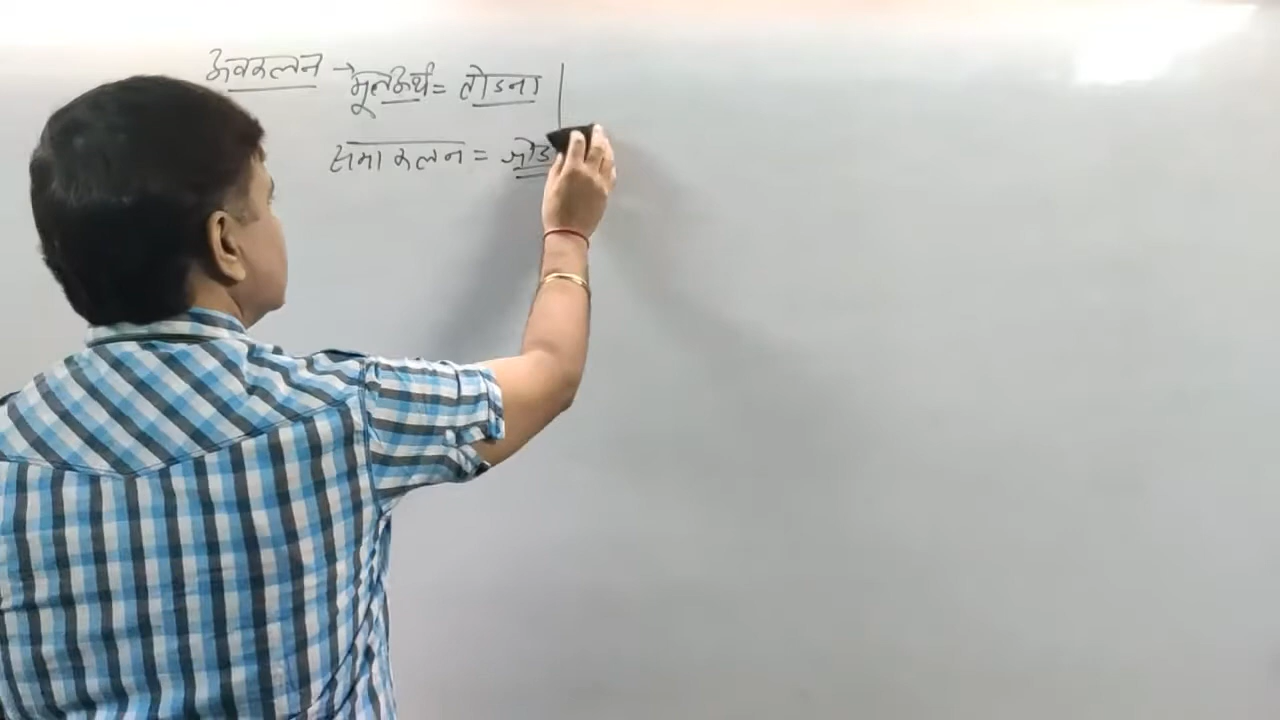 अवकलन → मूलअर्थ = तोडना
समाकलन = जोड